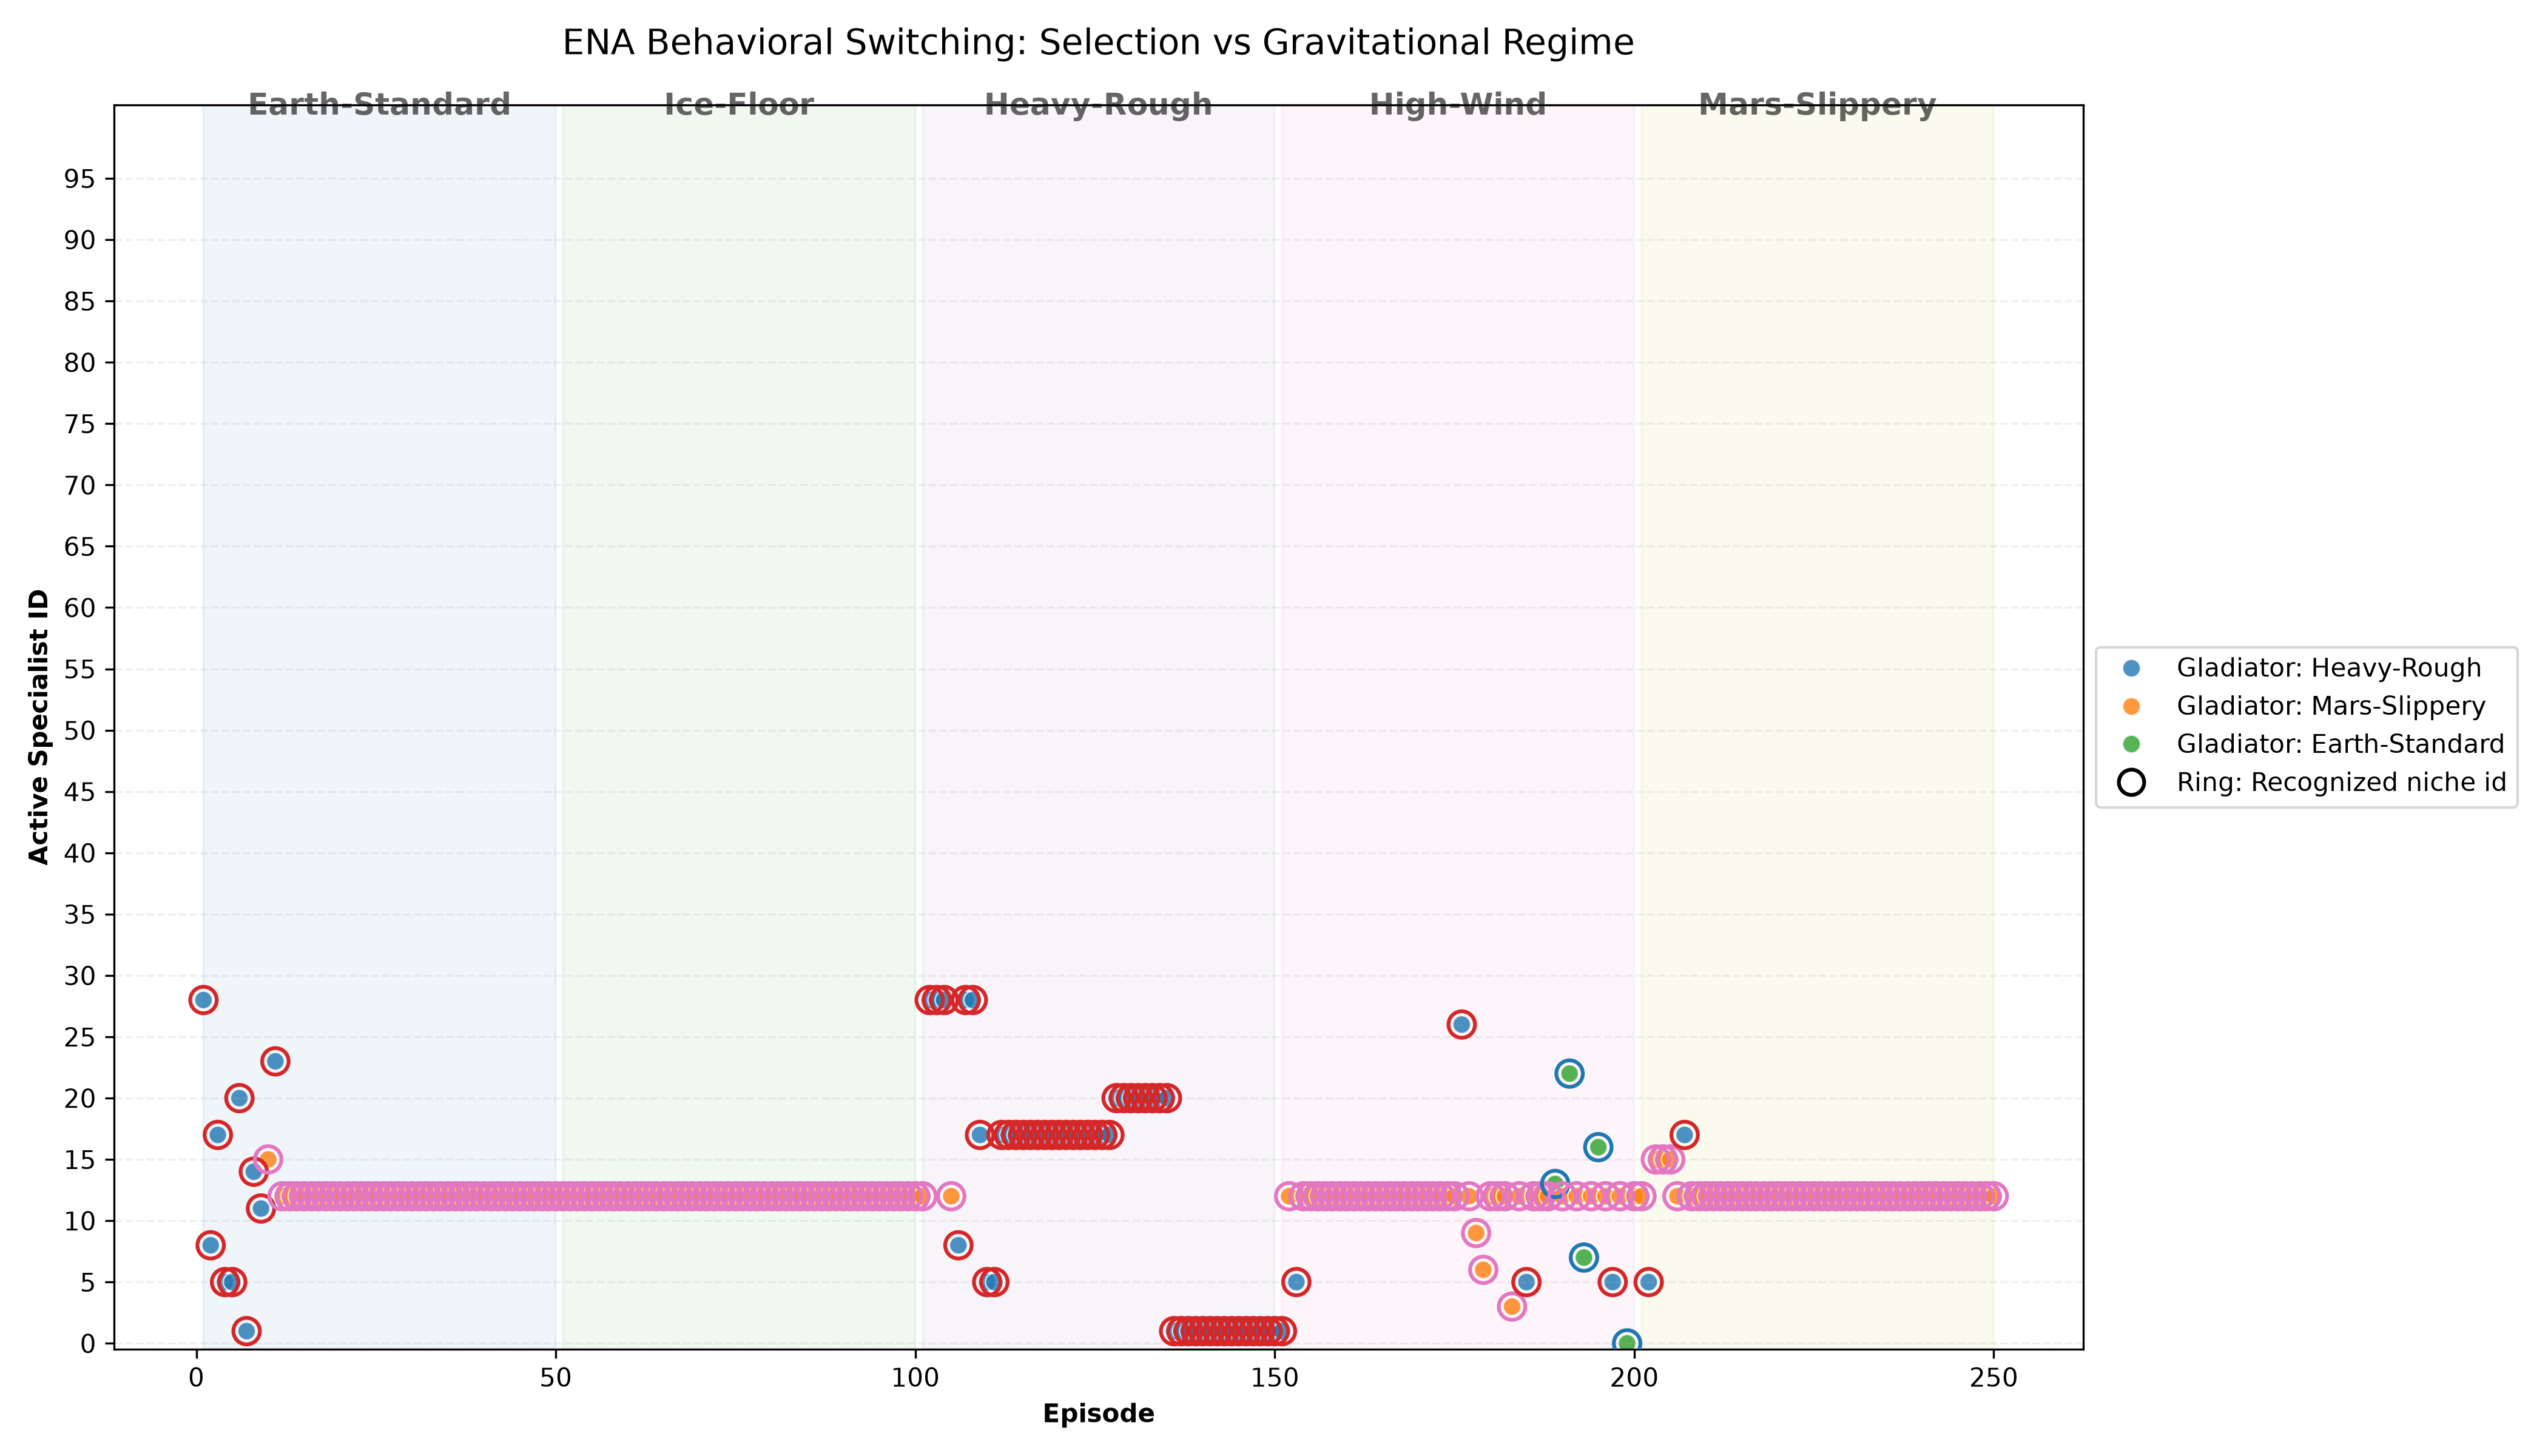 ENA Behavioral Switching: Selection vs Gravitational Regime
Earth-Standard
Ice-Floor
Heavy-Rough
High-Wind
Mars-Slippery
Active Specialist ID
95
90
85
80
75
70
65
60
55
50
45
40
35
30
25
20
15
10
5
0
0
50
100
150
200
250
Episode
Gladiator: Heavy-Rough
Gladiator: Mars-Slippery
Gladiator: Earth-Standard
Ring: Recognized niche id